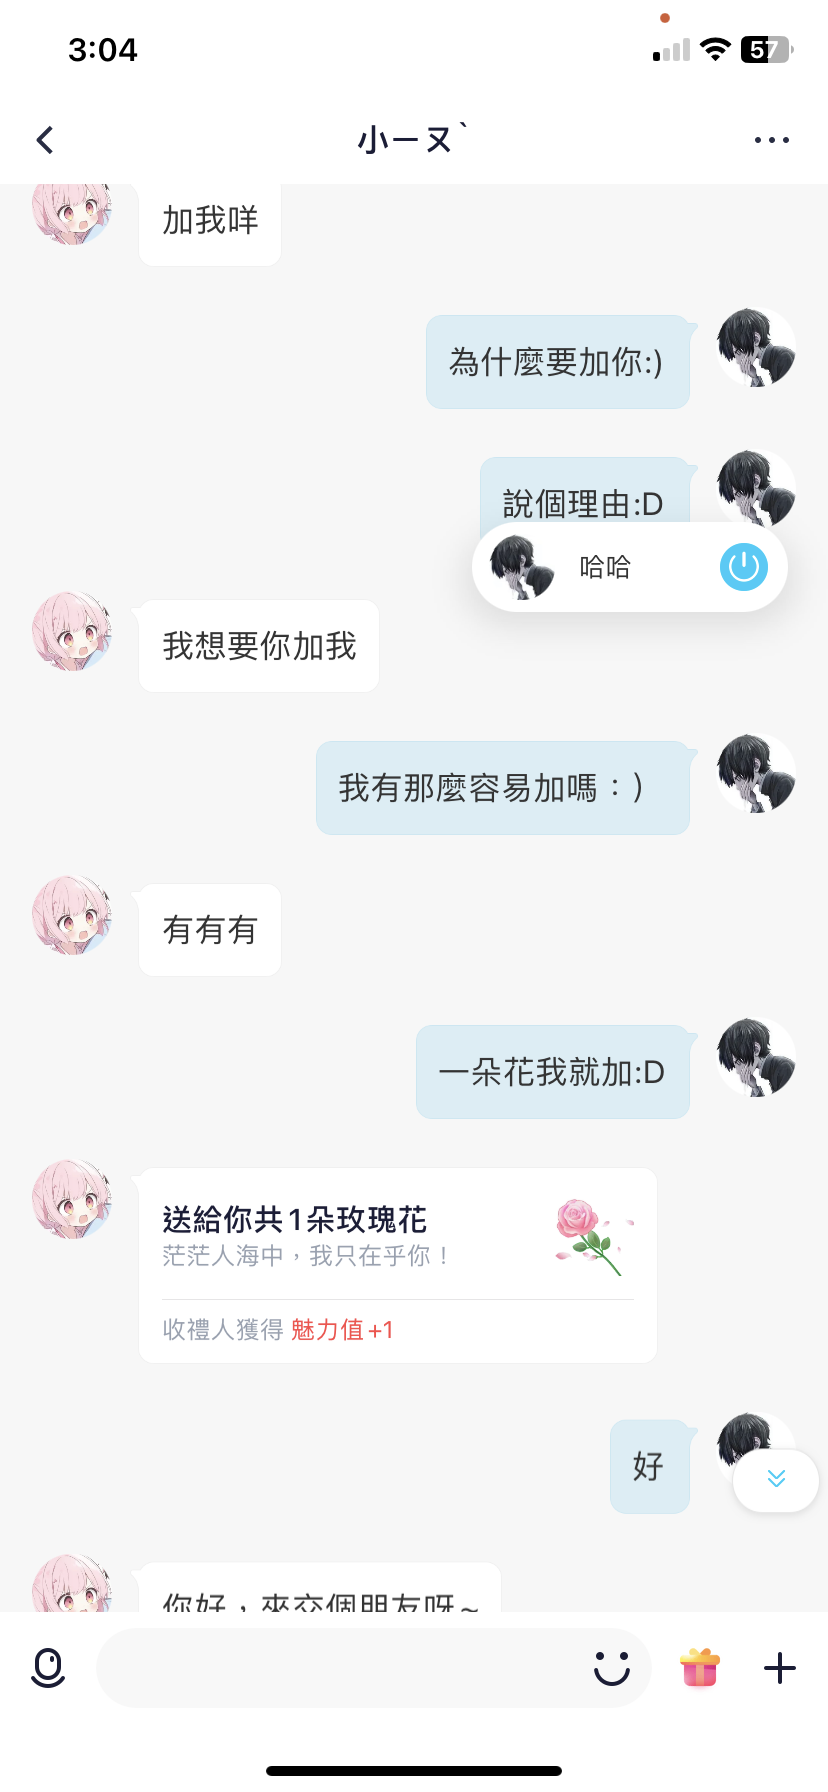 3:04
57
小ㄧㄡˋ
加我咩
為什麼要加你:)
說個理由:D
哈哈
我想要你加我
我有那麼容易加嗎：)
有有有
一朵花我就加:D
送給你共1朵玫瑰花
茫茫人海中，我只在乎你！
收禮人獲得 魅力值+1
好
你好，來交個朋友呀~